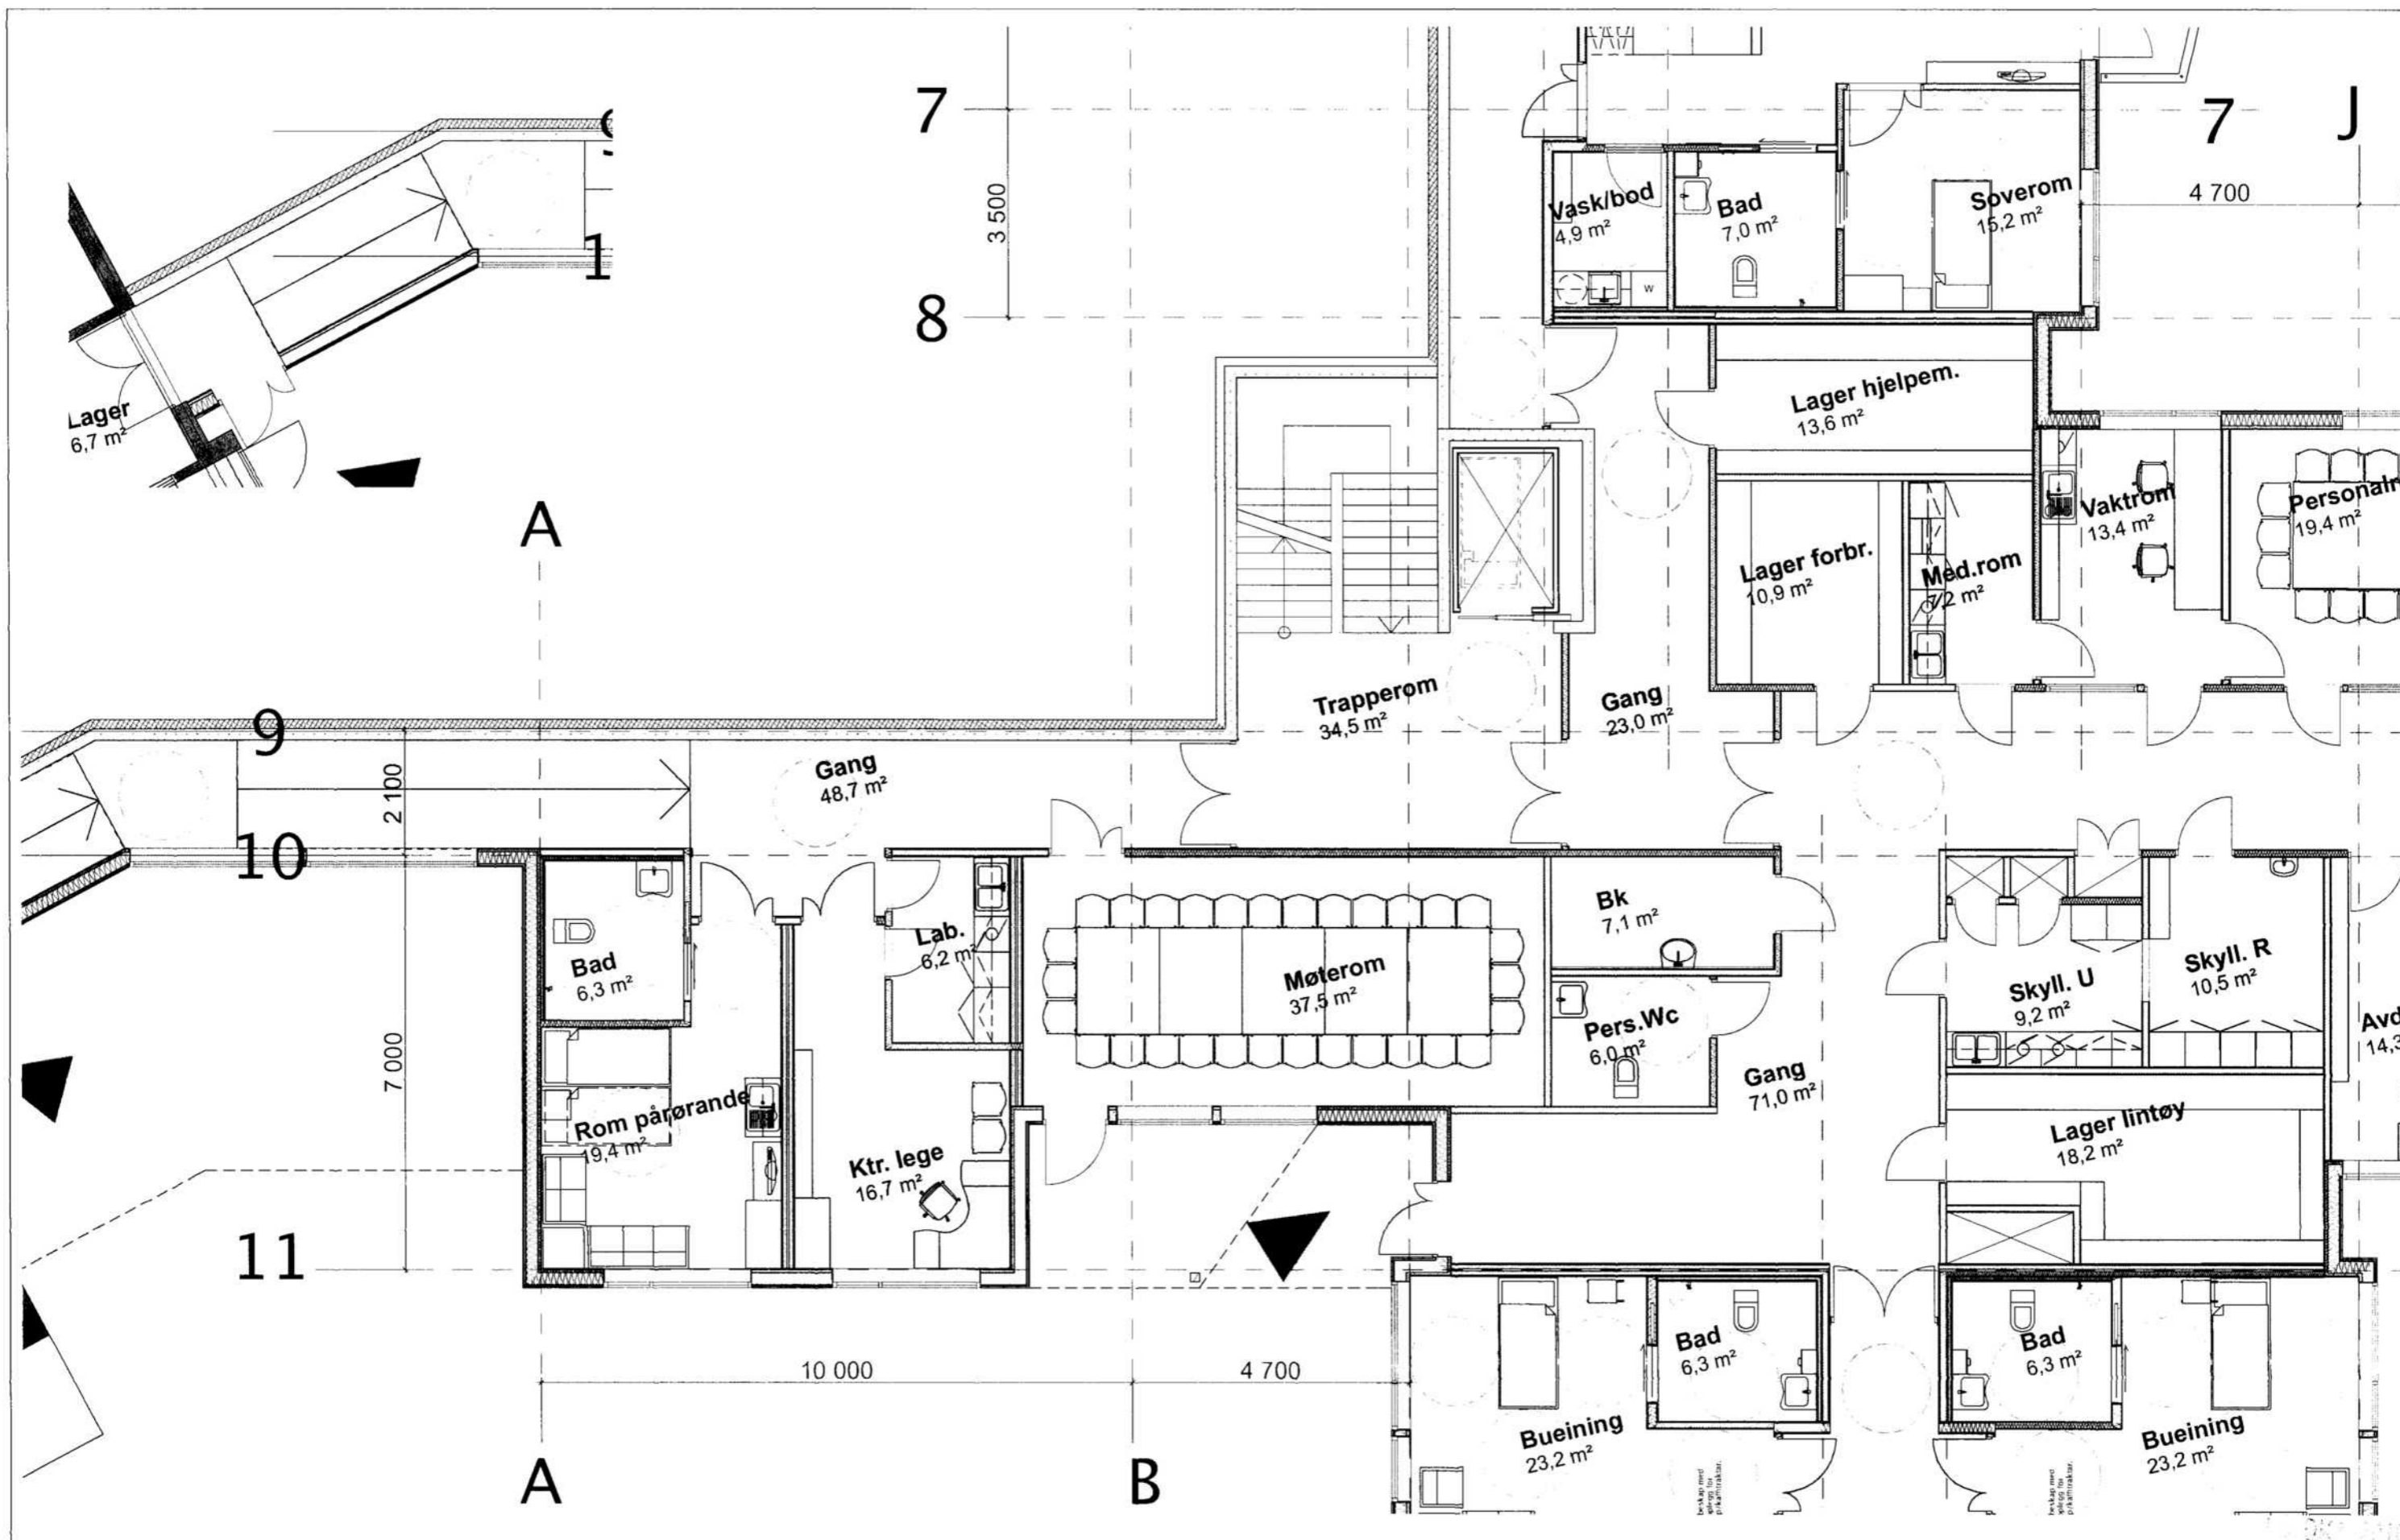 7
7
J
3 500
4 700
8
Vask/bod
4,9 m²
Bad
7,0 m²
Soverom
15,2 m²
W
1
Lager
6,7 m²
Lager hjelpem.
13,6 m²
A
Lager forbr.
10,9 m²
Med.rom
7,2 m²
Vaktrom
13,4 m²
Personalr
19,4 m²
Trapperom
34,5 m²
Gang
23,0 m²
9
2 100
Gang
48,7 m²
10
Bad
6,3 m²
Lab.
6,2 m²
Møterom
37,5 m²
Bk
7,1 m²
Pers.Wc
6,0 m²
Skyll. U
9,2 m²
Skyll. R
10,5 m²
Avd
14,3
7 000
Rom pårørande
19,4 m²
Ktr. lege
16,7 m²
Gang
71,0 m²
Lager lintøy
18,2 m²
11
10 000
4 700
Bad
6,3 m²
Bad
6,3 m²
Bueining
23,2 m²
Bueining
23,2 m²
A
B